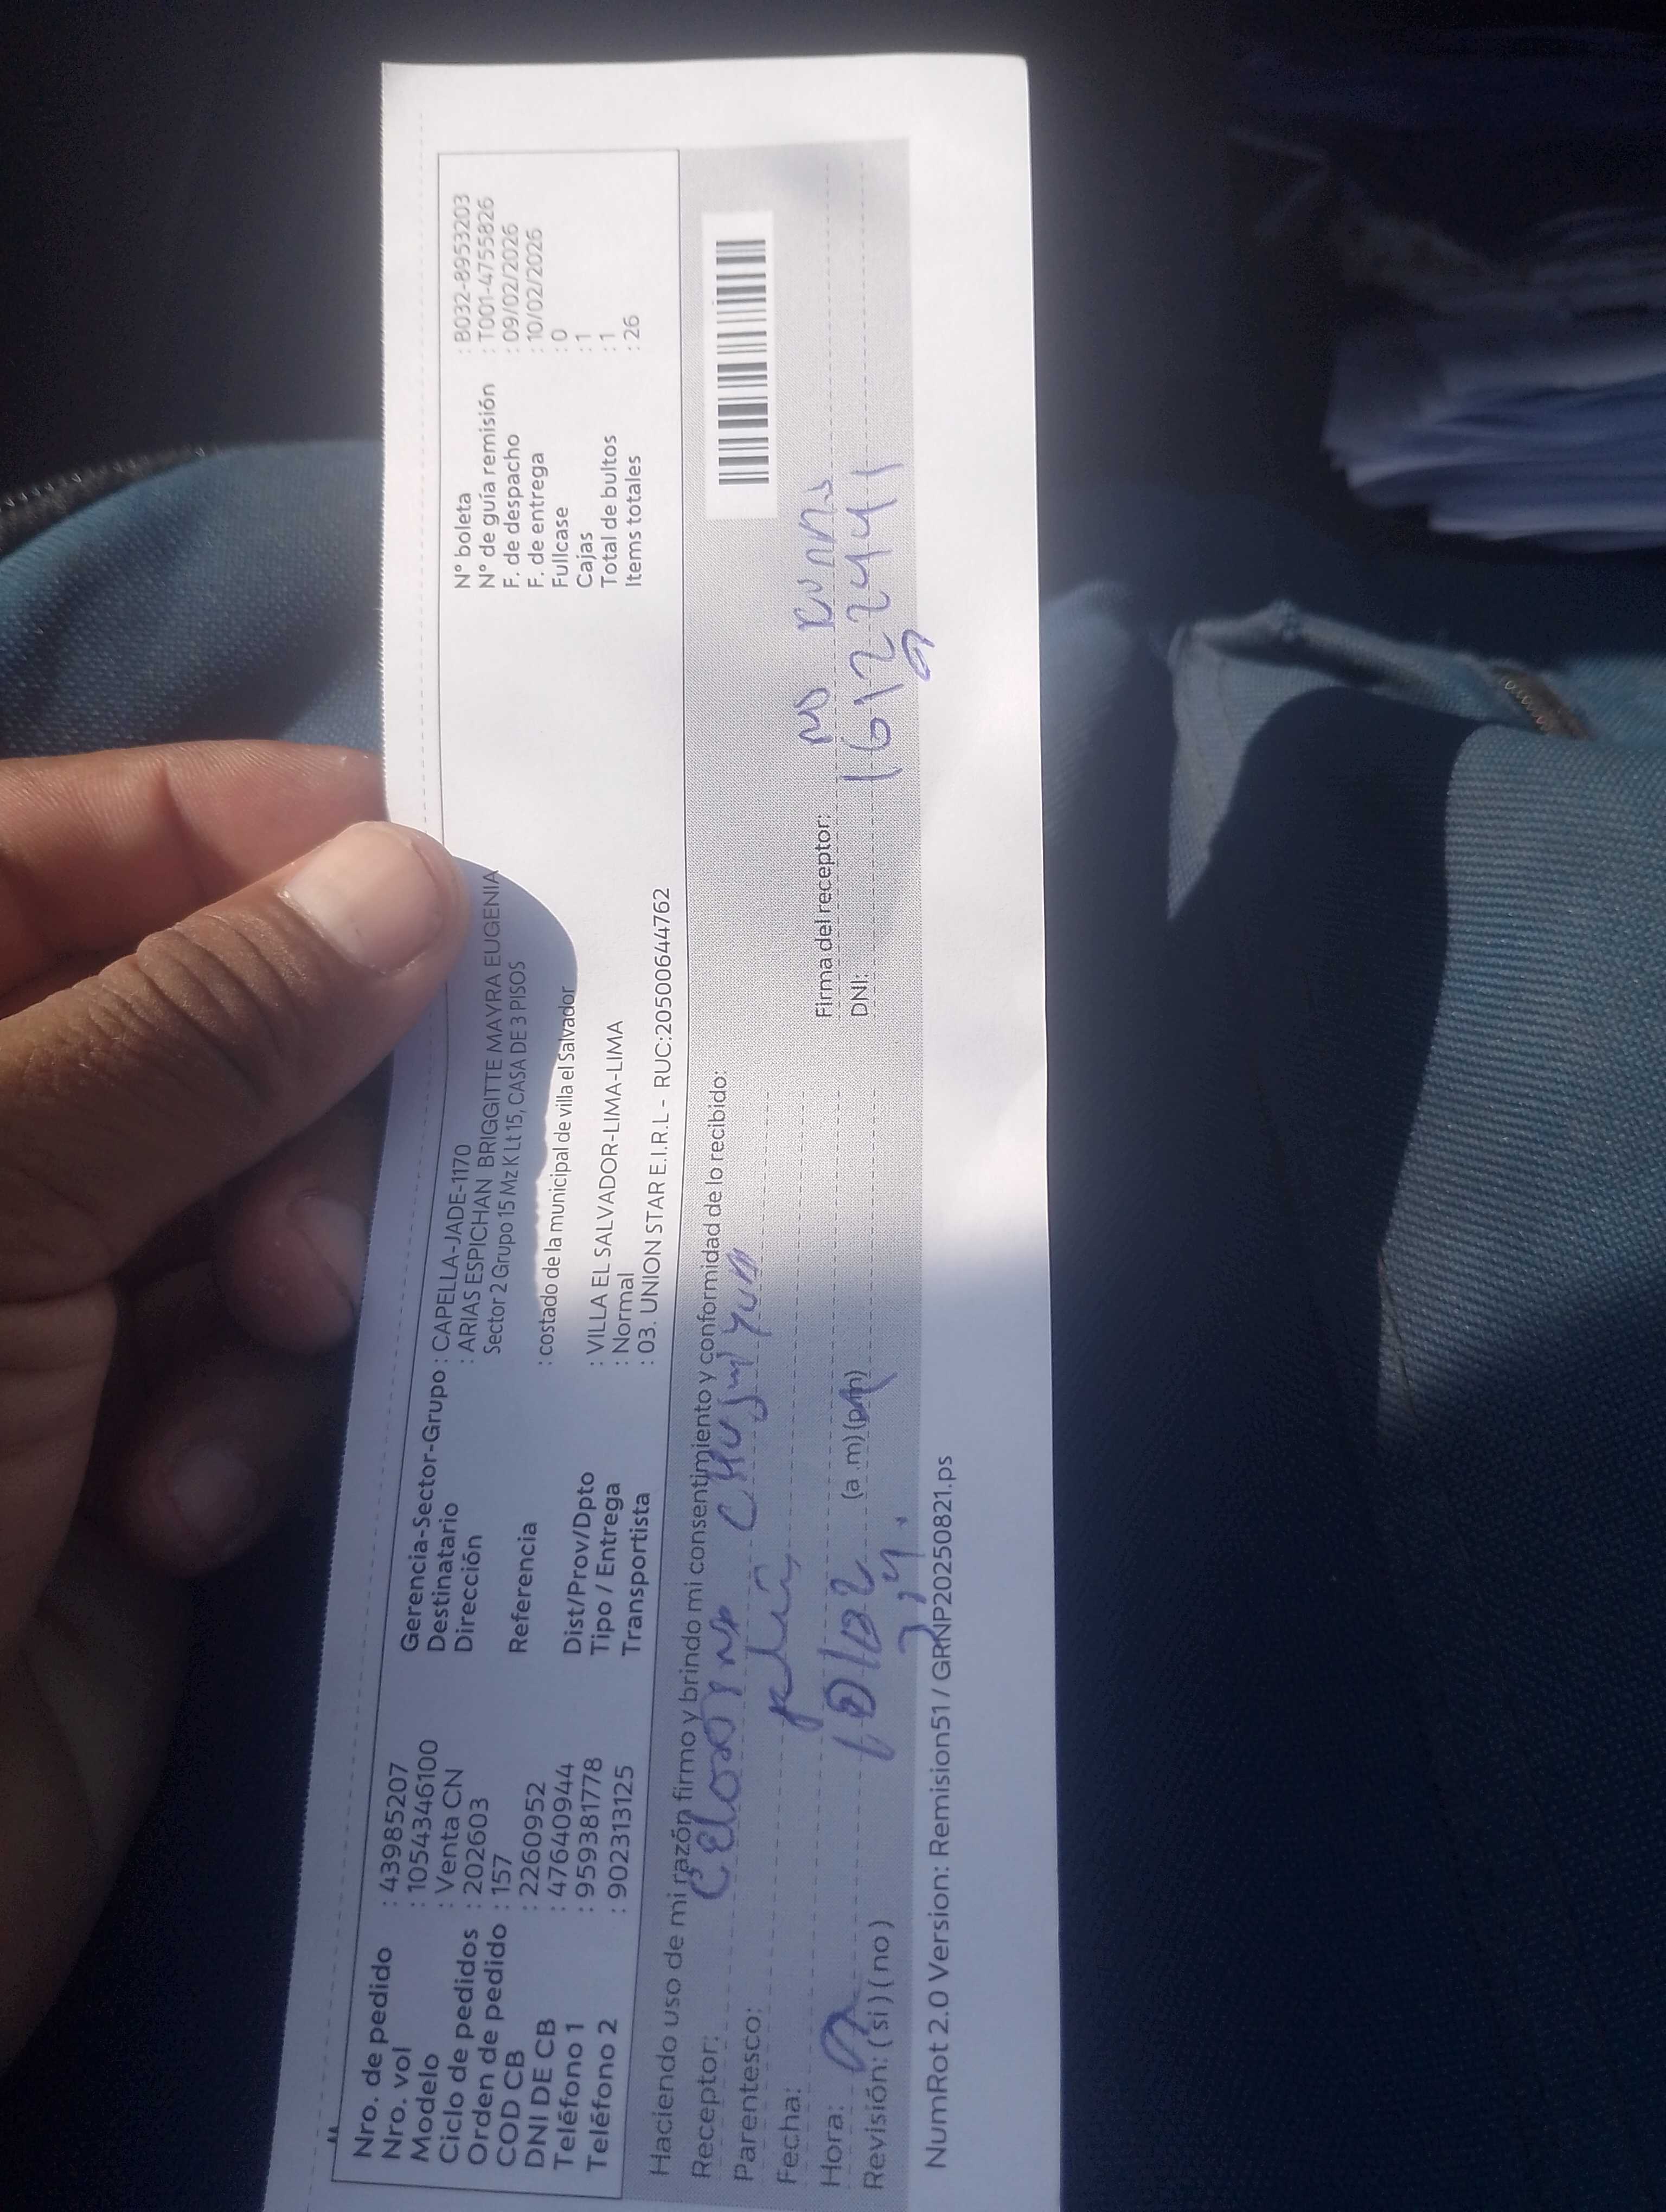 Nro. de pedido : 43985207
Nro. vol : 1054346100
Modelo : Venta CN
Ciclo de pedidos : 202603
Orden de pedido : 157
COD CB : 2260952
DNI DE CB : 47640944
Teléfono 1 : 959381778
Teléfono 2 : 902313125
Gerencia-Sector-Grupo : CAPELLA-JADE-1170
Destinatario : ARIAS ESPICHAN BRIGGITTE MAYRA EUGENIA
Dirección Sector 2 Grupo 15 Mz K Lt 15, CASA DE 3 PISOS
Referencia : costado de la municipal de villa el Salvador
Dist/Prov/Dpto : VILLA EL SALVADOR-LIMA-LIMA
Tipo / Entrega : Normal
Transportista : 03. UNION STAR E.I.R.L - RUC:20500644762
N° boleta : B032-8953203
N° de guía remisión : T001-4755826
F. de despacho : 09/02/2026
F. de entrega : 10/02/2026
Fullcase : 0
Cajas : 1
Total de bultos : 1
Items totales : 26
Haciendo uso de mi razón firmo y brindo mi consentimiento y conformidad de lo recibido:
Receptor:
Parentesco:
Fecha: 10/02
Hora: (a .m) (pm)
Revisión: ( si ) ( no )
Firma del receptor: no
DNI: 16122441
NumRot 2.0 Version: Remision51 / GRNP20250821.ps